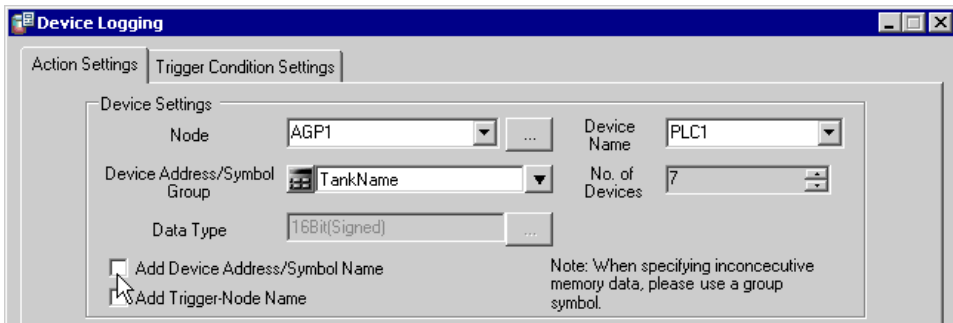 Device Logging
Action Settings
Trigger Condition Settings
Device Settings
Node
AGP1
...
Device
Name
PLC1
Device Address/Symbol
Group
TankName
No. of
Devices
7
Data Type
16Bit(Signed)
...
Add Device Address/Symbol Name
Add Trigger-Node Name
Note: When specifying inconcecutive
memory data, please use a group
symbol.